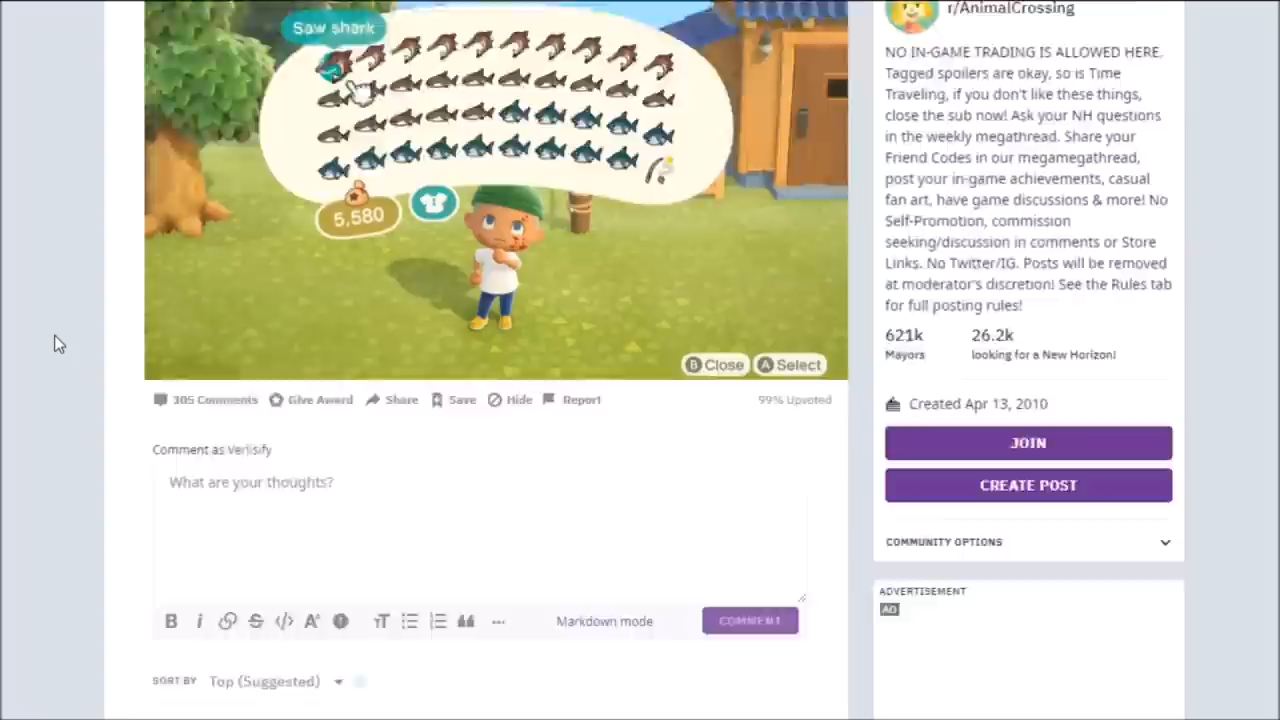 Saw shark
5,580
B Close A Select
305 Comments Give Award Share Save Hide Report 99% Upvoted
Comment as Verlisify
What are your thoughts?
B i S </> A T
Markdown mode COMMENT
SORT BY Top (Suggested)
r/AnimalCrossing
NO IN-GAME TRADING IS ALLOWED HERE.
Tagged spoilers are okay, so is Time
Traveling, if you don't like these things,
close the sub now! Ask your NH questions
in the weekly megathread. Share your
Friend Codes in our megamegathread,
post your in-game achievements, casual
fan art, have game discussions & more! No
Self-Promotion, commission
seeking/discussion in comments or Store
Links. No Twitter/IG. Posts will be removed
at moderator's discretion! See the Rules tab
for full posting rules!
621k 26.2k
Mayors looking for a New Horizon!
Created Apr 13, 2010
JOIN
CREATE POST
COMMUNITY OPTIONS
ADVERTISEMENT
AD